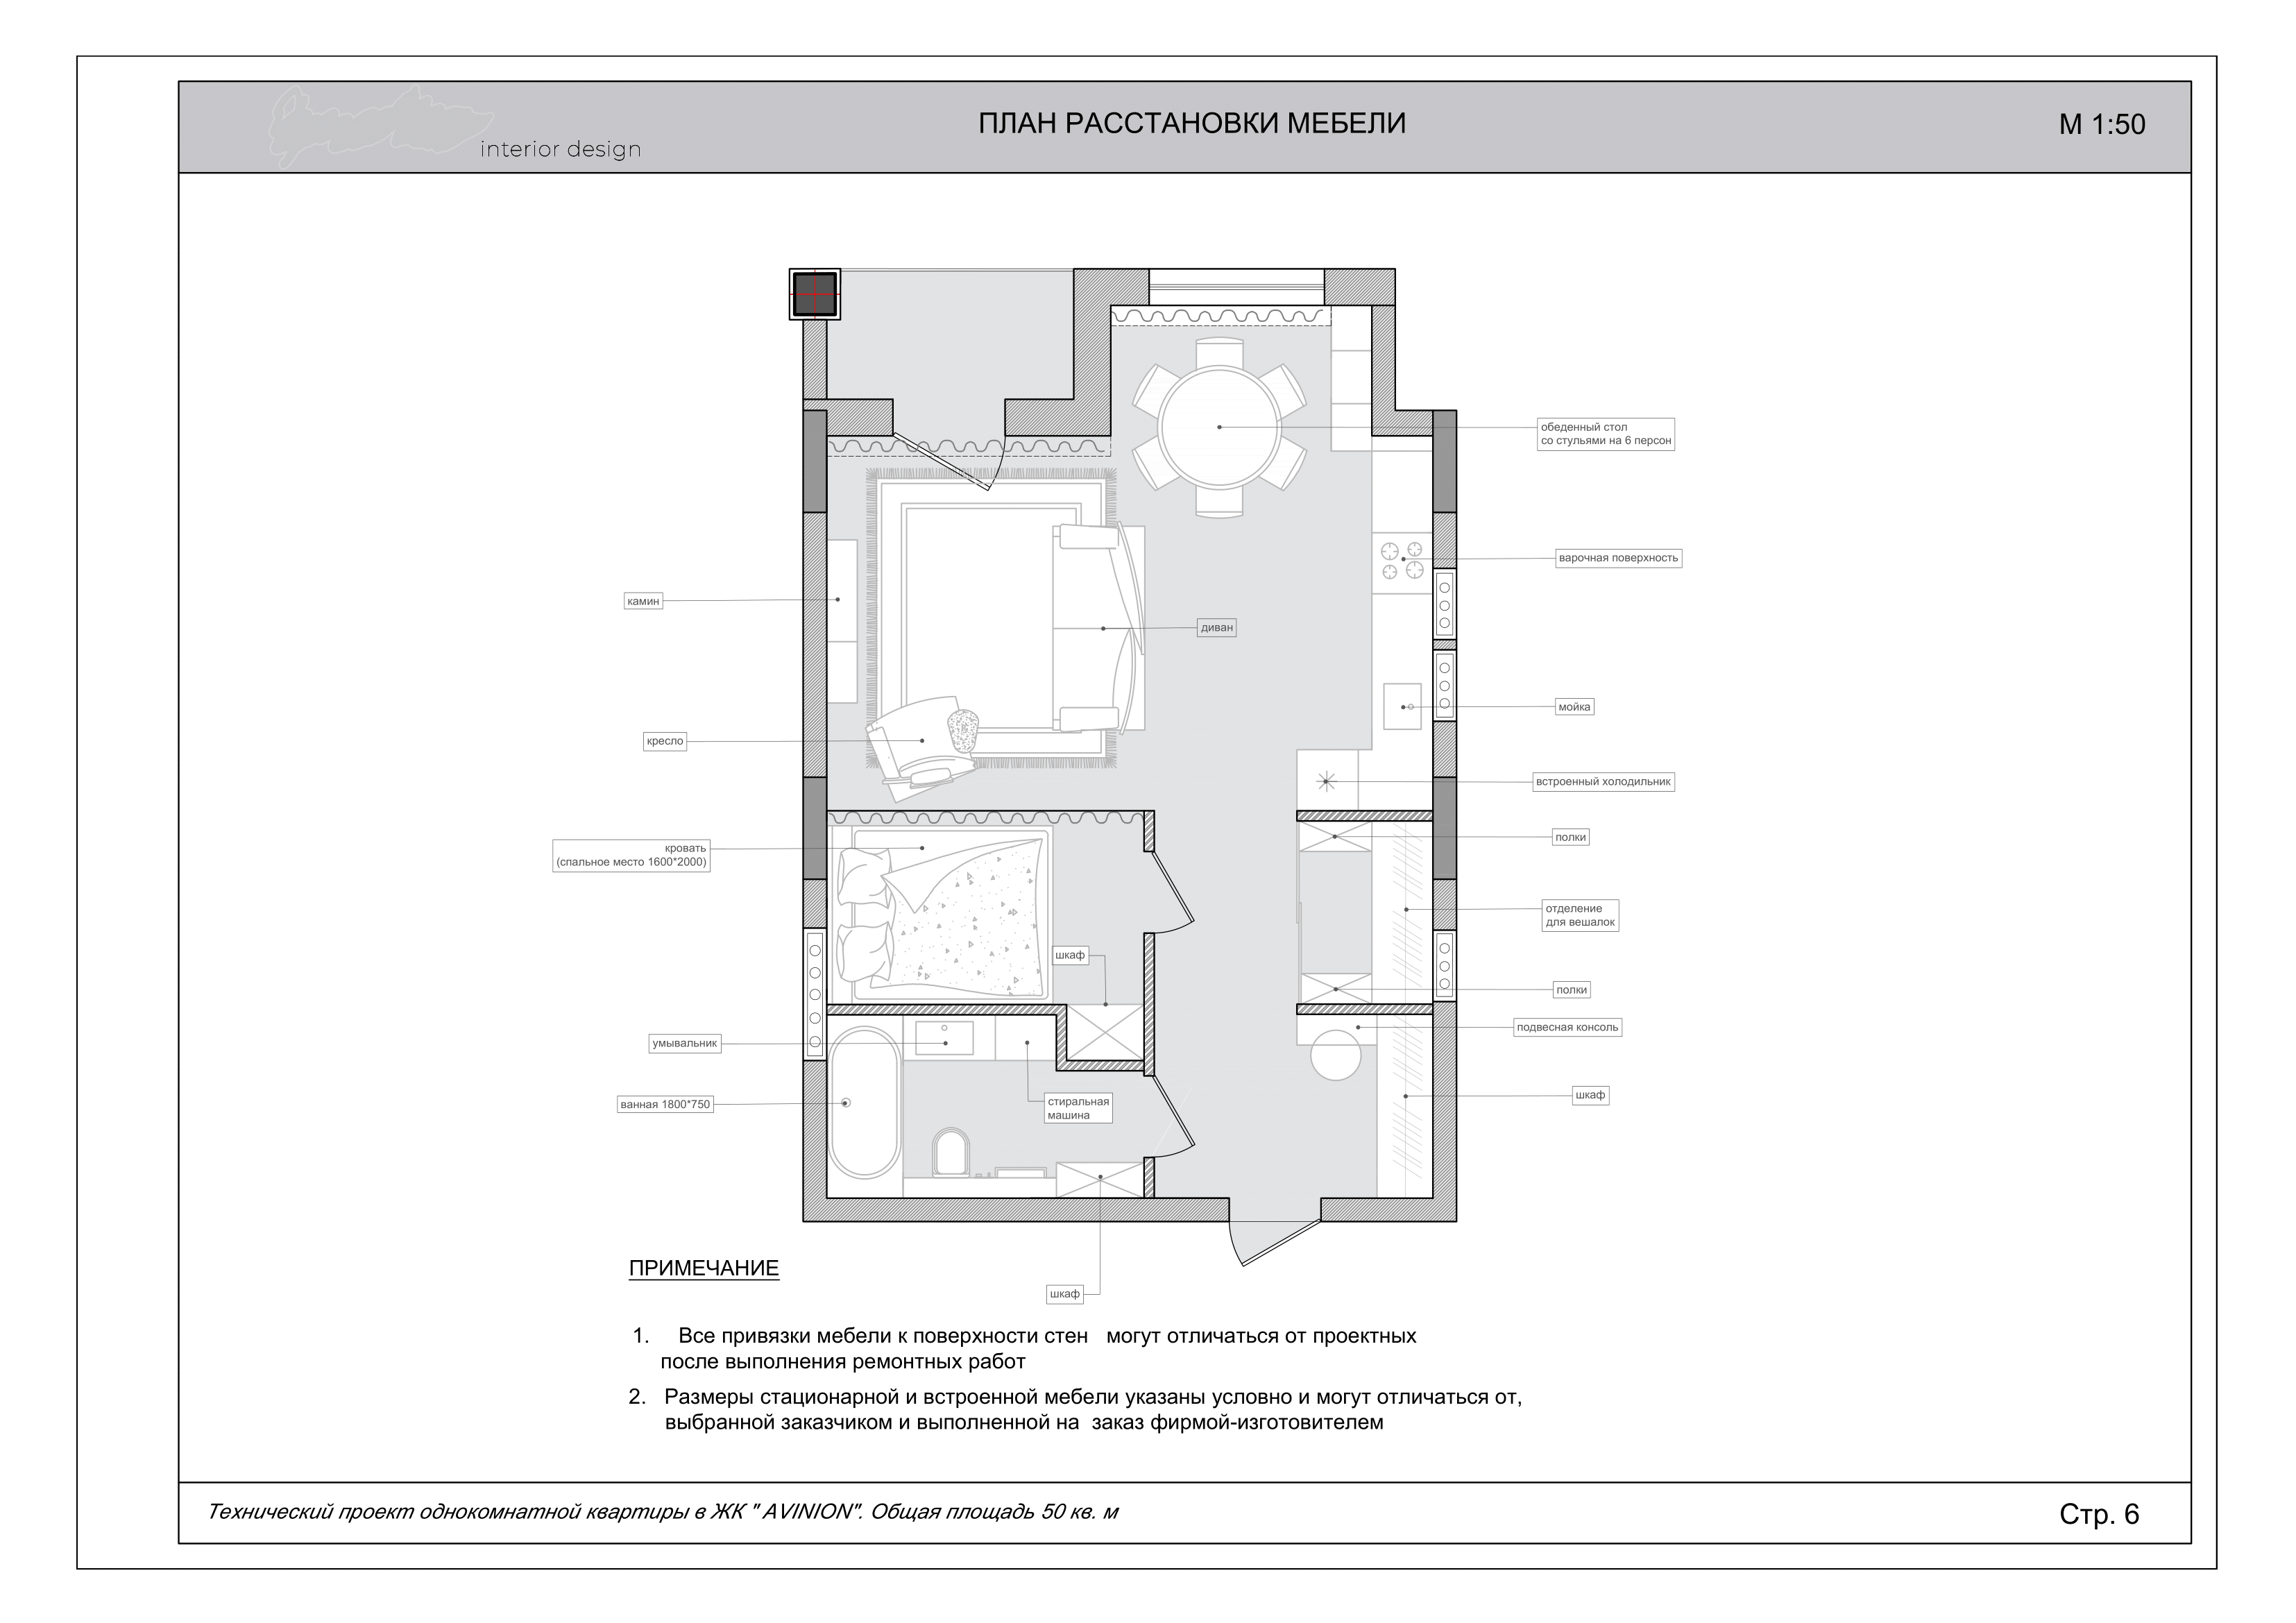 interior design
ПЛАН РАССТАНОВКИ МЕБЕЛИ
М 1:50
обеденный стол
со стульями на 6 персон
варочная поверхность
камин
диван
мойка
кресло
встроенный холодильник
полки
кровать
(спальное место 1600*2000)
отделение
для вешалок
шкаф
полки
подвесная консоль
умывальник
шкаф
ванная 1800*750
стиральная
машина
шкаф
ПРИМЕЧАНИЕ
1. Все привязки мебели к поверхности стен могут отличаться от проектных
после выполнения ремонтных работ
2. Размеры стационарной и встроенной мебели указаны условно и могут отличаться от,
выбранной заказчиком и выполненной на заказ фирмой-изготовителем
Технический проект однокомнатной квартиры в ЖК " AVINION". Общая площадь 50 кв. м
Стр. 6